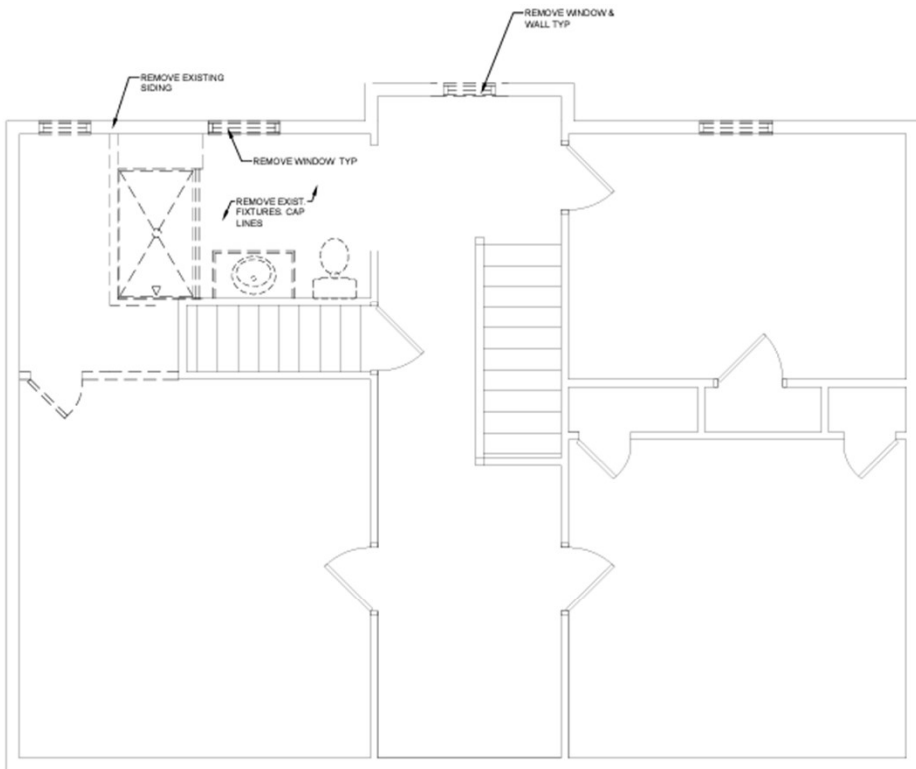 REMOVE WINDOW &
WALL TYP
REMOVE EXISTING
SIDING
REMOVE WINDOW TYP
REMOVE EXIST.
FIXTURES. CAP
LINES